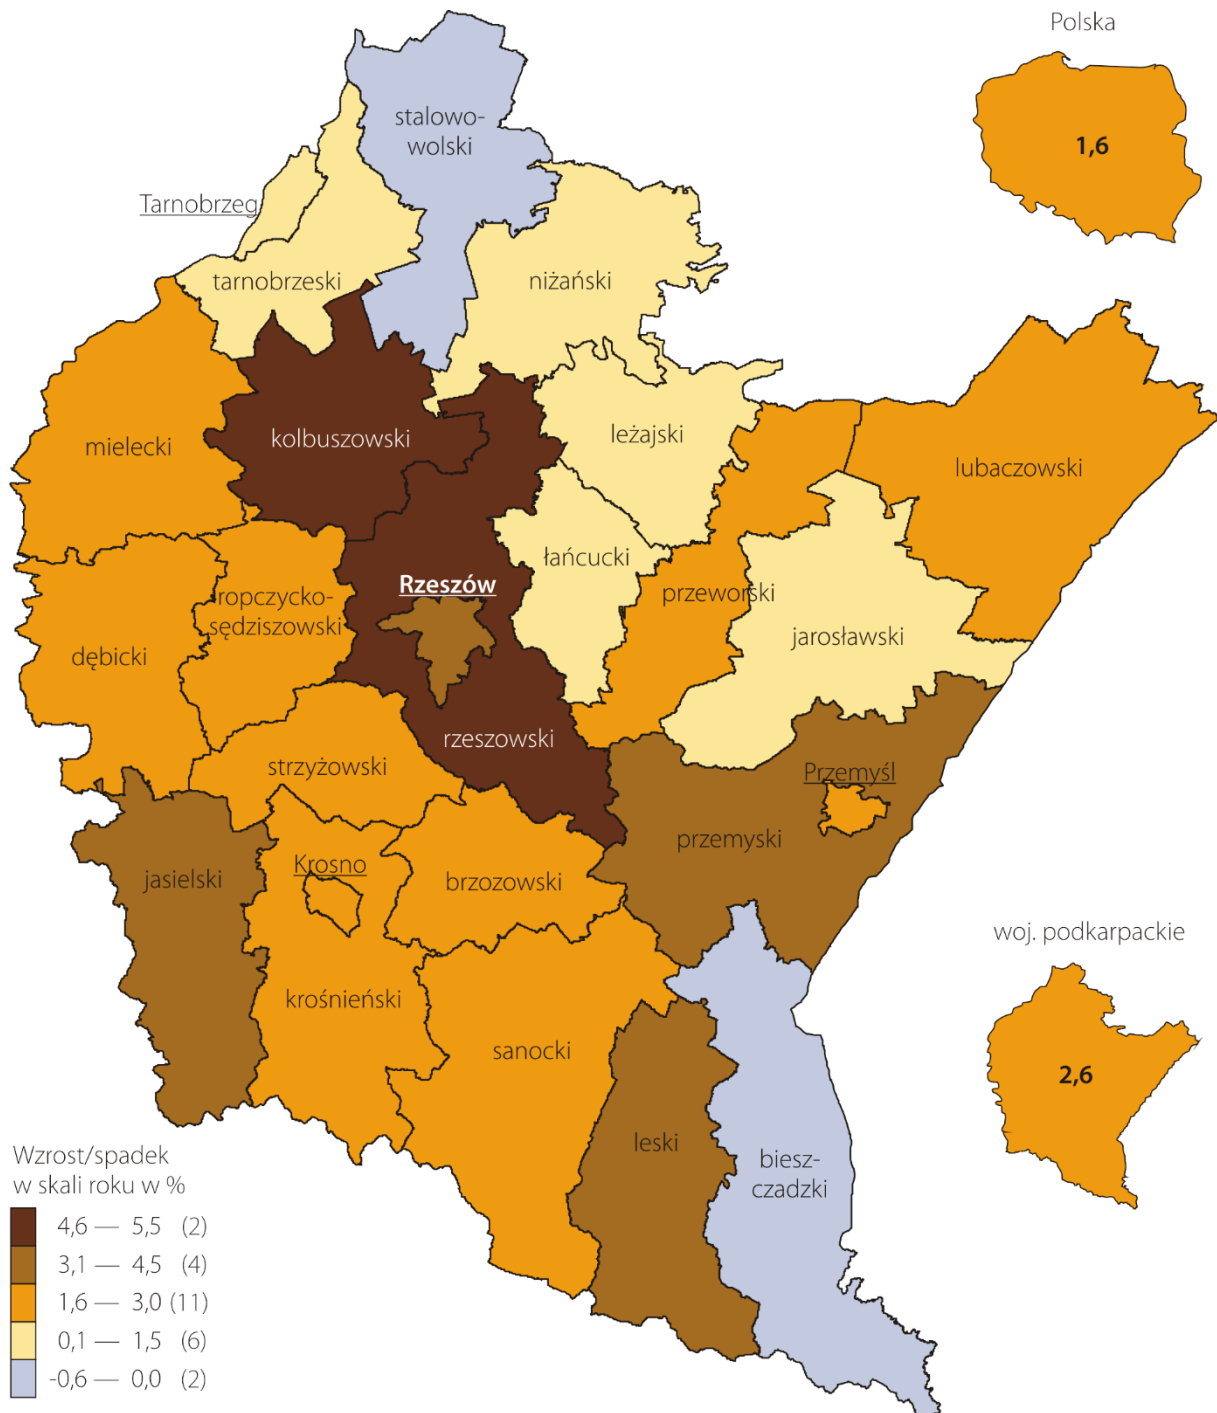 Polska
1,6
stalowo-
wolski
Tarnobrzeg
tarnobrzeski
niżański
mielecki
kolbuszowski
leżajski
lubaczowski
łańcucki
Rzeszów
ropczycko-
sędziszowski
przeworski
jarosławski
dębicki
rzeszowski
strzyżowski
Przemyśl
przemyski
jasielski
Krosno
brzozowski
woj. podkarpackie
2,6
krośnieński
sanocki
leski
biesz-
czadzki
Wzrost/spadek
w skali roku w %
4,6 — 5,5 (2)
3,1 — 4,5 (4)
1,6 — 3,0 (11)
0,1 — 1,5 (6)
-0,6 — 0,0 (2)